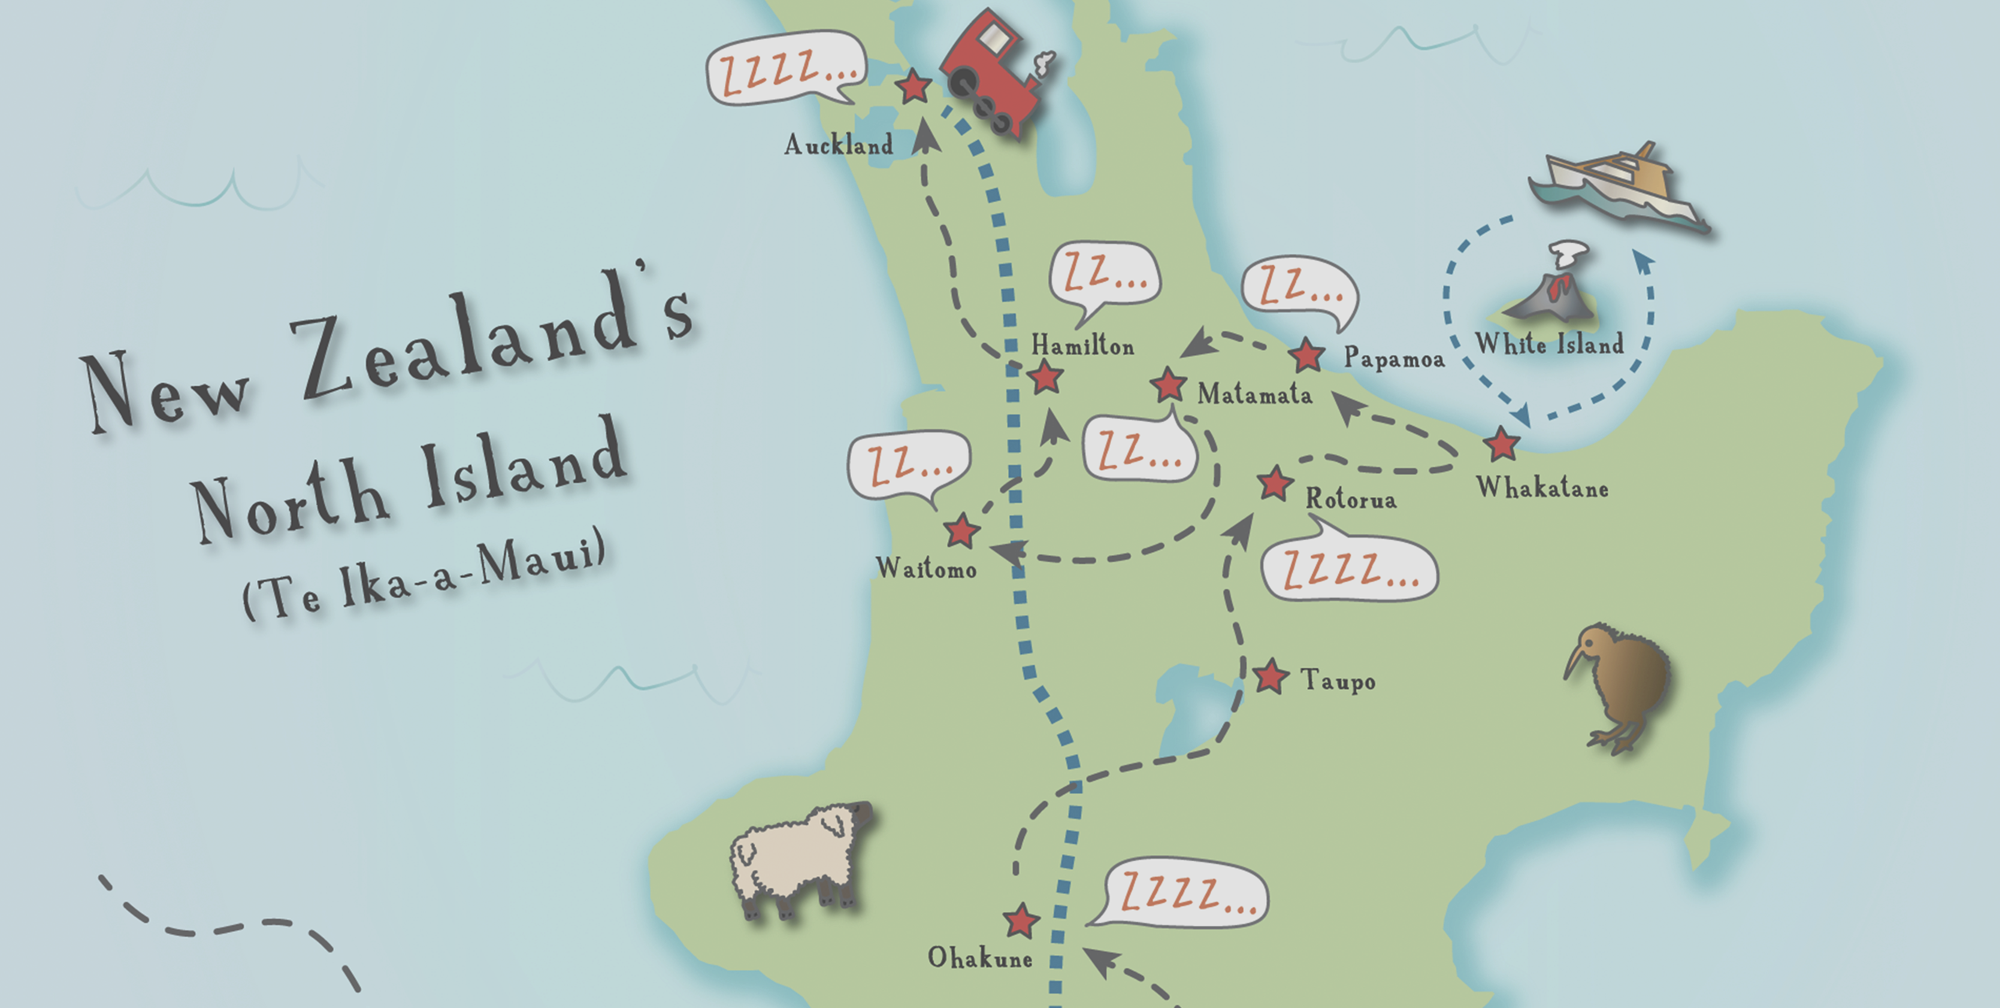 New Zealand's
North Island
(Te Ika-a-Maui)
ZZZZ...
Auckland
ZZ...
Hamilton
ZZ...
Papamoa
White Island
Matamata
ZZ...
ZZ...
Waitomo
Whakatane
Rotorua
ZZZZ...
Taupo
ZZZZ...
Ohakune